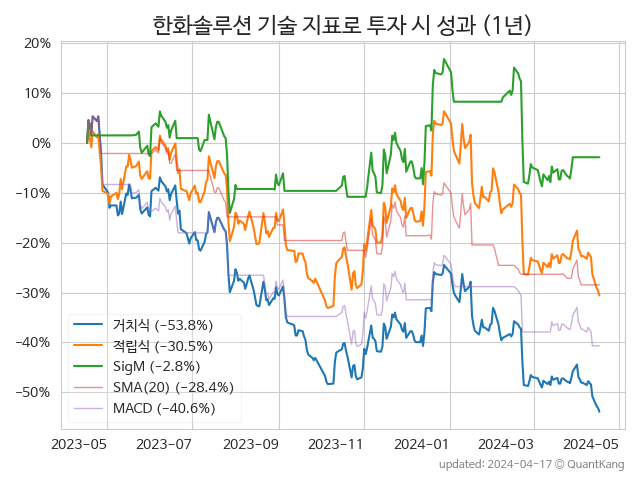 한화솔루션 기술 지표로 투자 시 성과 (1년)
20%
10%
0%
−10%
−20%
−30%
−40%
−50%
거치식 (−53.8%)
적립식 (−30.5%)
SigM (−2.8%)
SMA(20) (−28.4%)
MACD (−40.6%)
2023-05 2023-07 2023-09 2023-11 2024-01 2024-03 2024-05
updated: 2024-04-17 © QuantKang